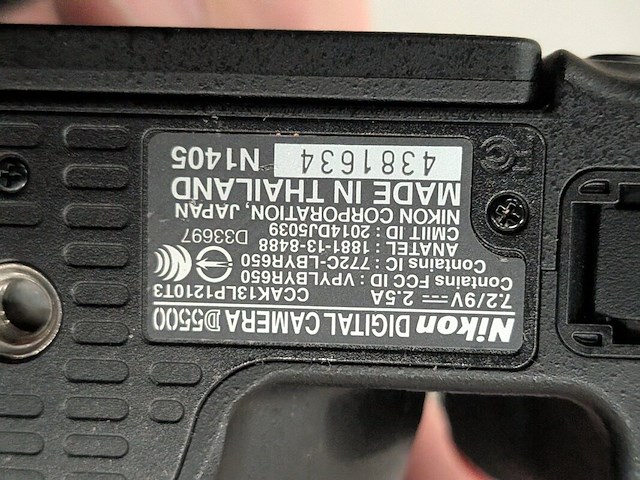 Nikon DIGITAL CAMERA D5500
7.2/9V⎓ 2.5A CCAK13LP1210T3
Contains FCC ID : VPYLBYR650
Contains IC : 772C-LBYR650
ANATEL : 1881-13-8488
CMIIT ID : 2014DJ5039 D33697
NIKON CORPORATION, JAPAN
MADE IN THAILAND
FC 4381634 N1405